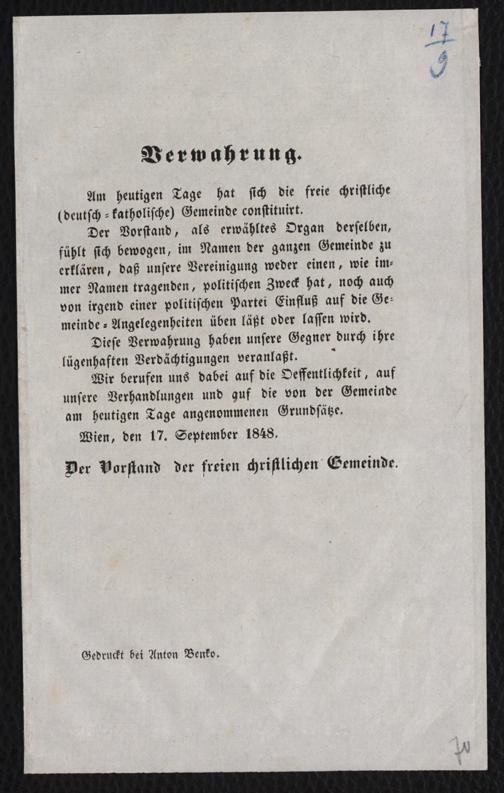 17
9
Verwahrung.
Am heutigen Tage hat sich die freie christliche
(deutsch=katholische) Gemeinde constituirt.
Der Vorstand, als erwähltes Organ derselben,
fühlt sich bewogen, im Namen der ganzen Gemeinde zu
erklären, daß unsere Vereinigung weder einen, wie im=
mer Namen tragenden, politischen Zweck hat, noch auch
von irgend einer politischen Partei Einfluß auf die Ge=
meinde=Angelegenheiten üben läßt oder lassen wird.
Diese Verwahrung haben unsere Gegner durch ihre
lügenhaften Verdächtigungen veranlaßt.
Wir berufen uns dabei auf die Oeffentlichkeit, auf
unsere Verhandlungen und guf die von der Gemeinde
am heutigen Tage angenommenen Grundsätze.
Wien, den 17. September 1848.
Der Vorstand der freien christlichen Gemeinde.
Gedruckt bei Anton Benko.